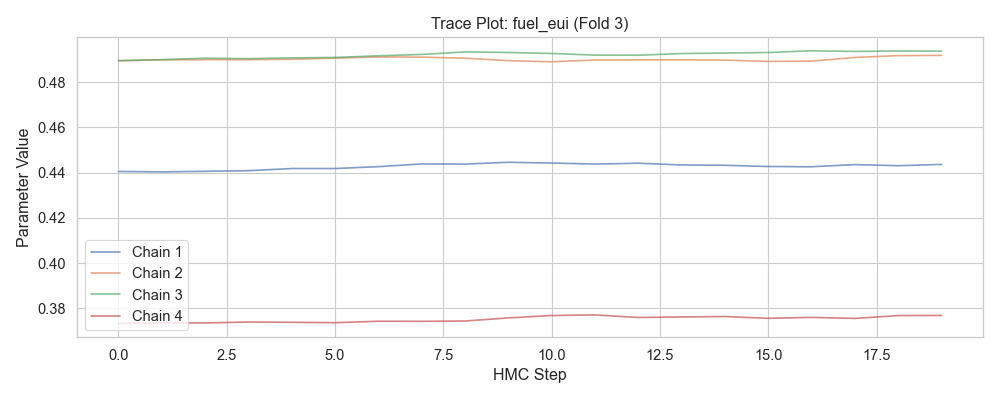 Trace Plot: fuel_eui (Fold 3)
Parameter Value
0.48
0.46
0.44
0.42
0.40
0.38
Chain 1
Chain 2
Chain 3
Chain 4
0.0 2.5 5.0 7.5 10.0 12.5 15.0 17.5
HMC Step